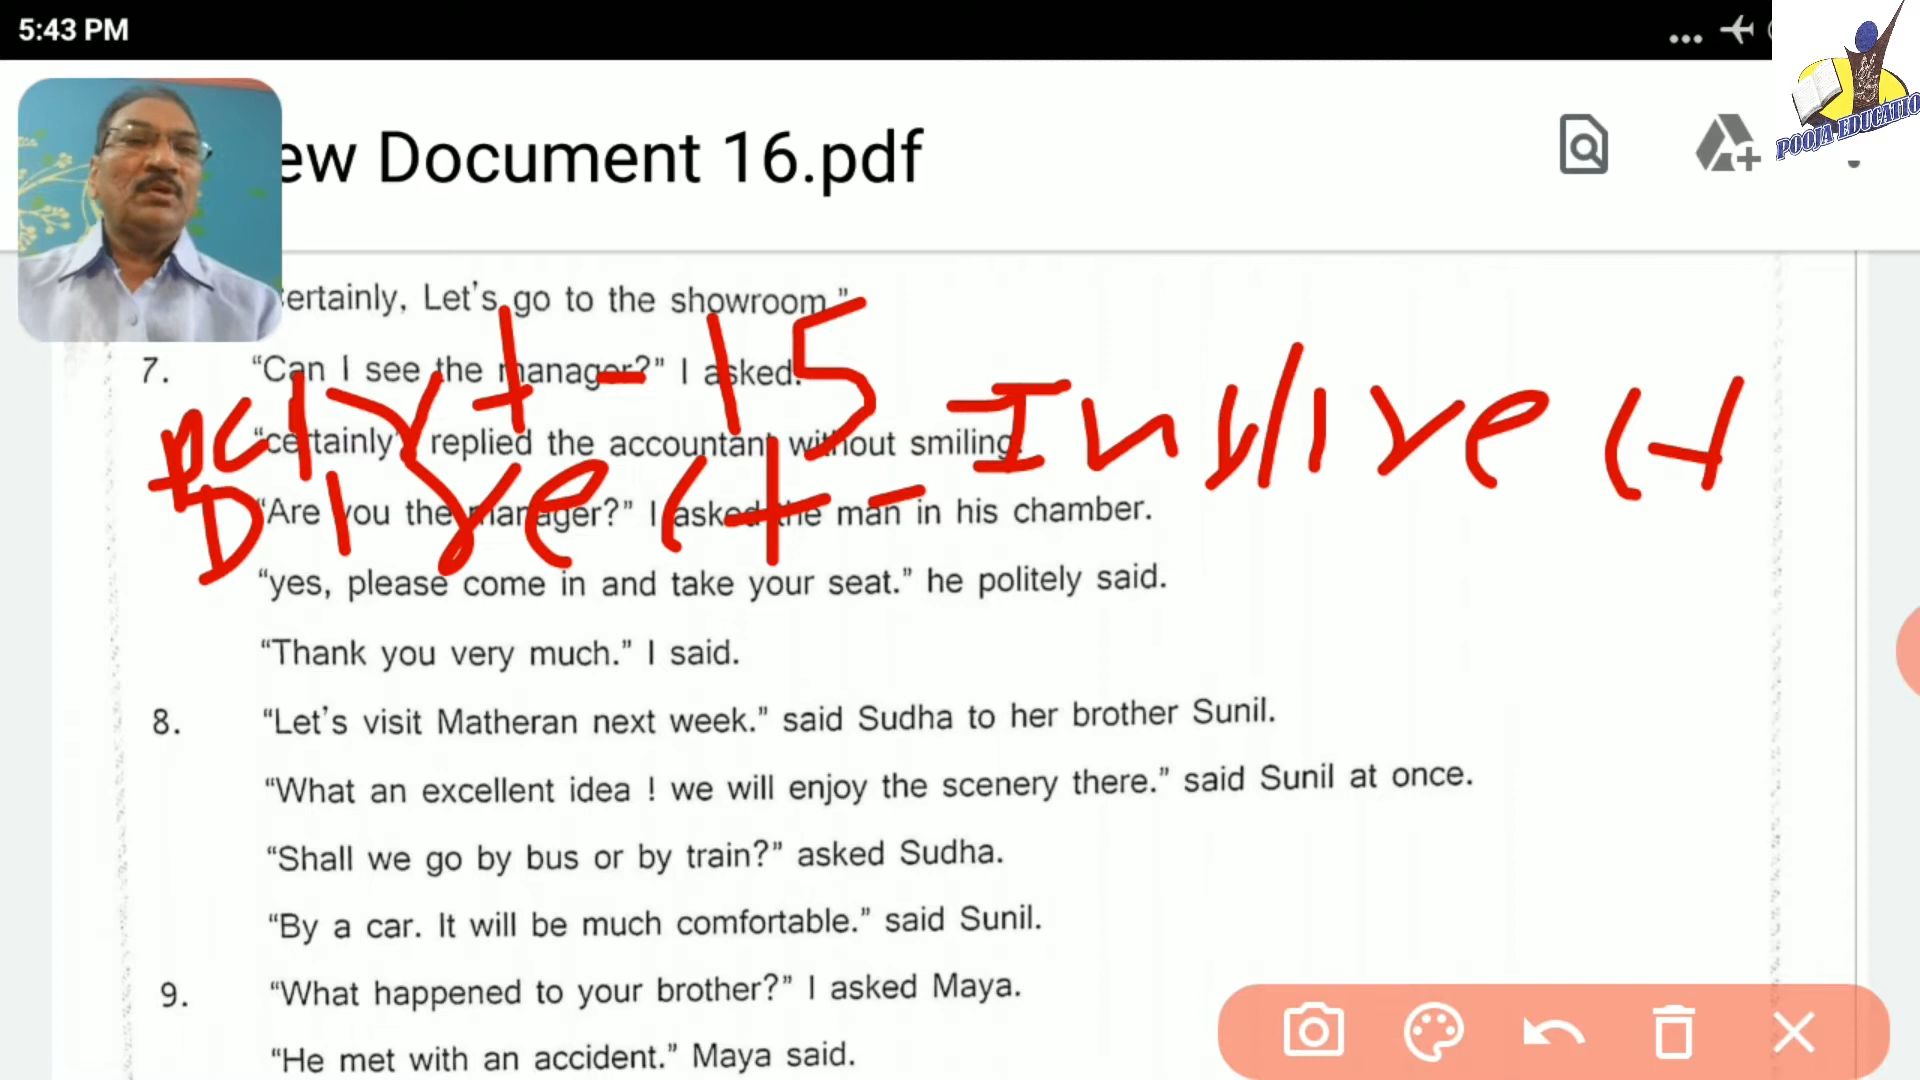 5:43 PM
POOJA EDUCATIO
ew Document 16.pdf
ertainly, Let's go to the showroom."
7. "Can I see the manager?" I asked.
"certainly", replied the accountant without smiling.
"Are you the manager?" I asked the man in his chamber.
"yes, please come in and take your seat." he politely said.
"Thank you very much." I said.
8. "Let's visit Matheran next week." said Sudha to her brother Sunil.
"What an excellent idea ! we will enjoy the scenery there." said Sunil at once.
"Shall we go by bus or by train?" asked Sudha.
"By a car. It will be much comfortable." said Sunil.
9. "What happened to your brother?" I asked Maya.
"He met with an accident." Maya said.
- 15
Direct - Indirect